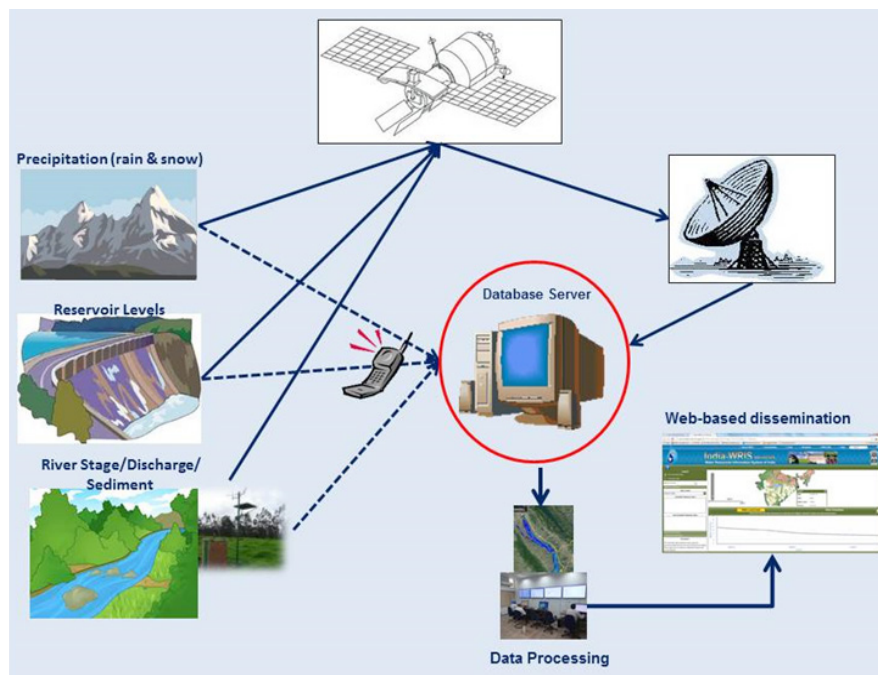 Precipitation (rain & snow)
Reservoir Levels
Database Server
River Stage/Discharge/
Sediment
Web-based dissemination
India-WRIS
Data Processing